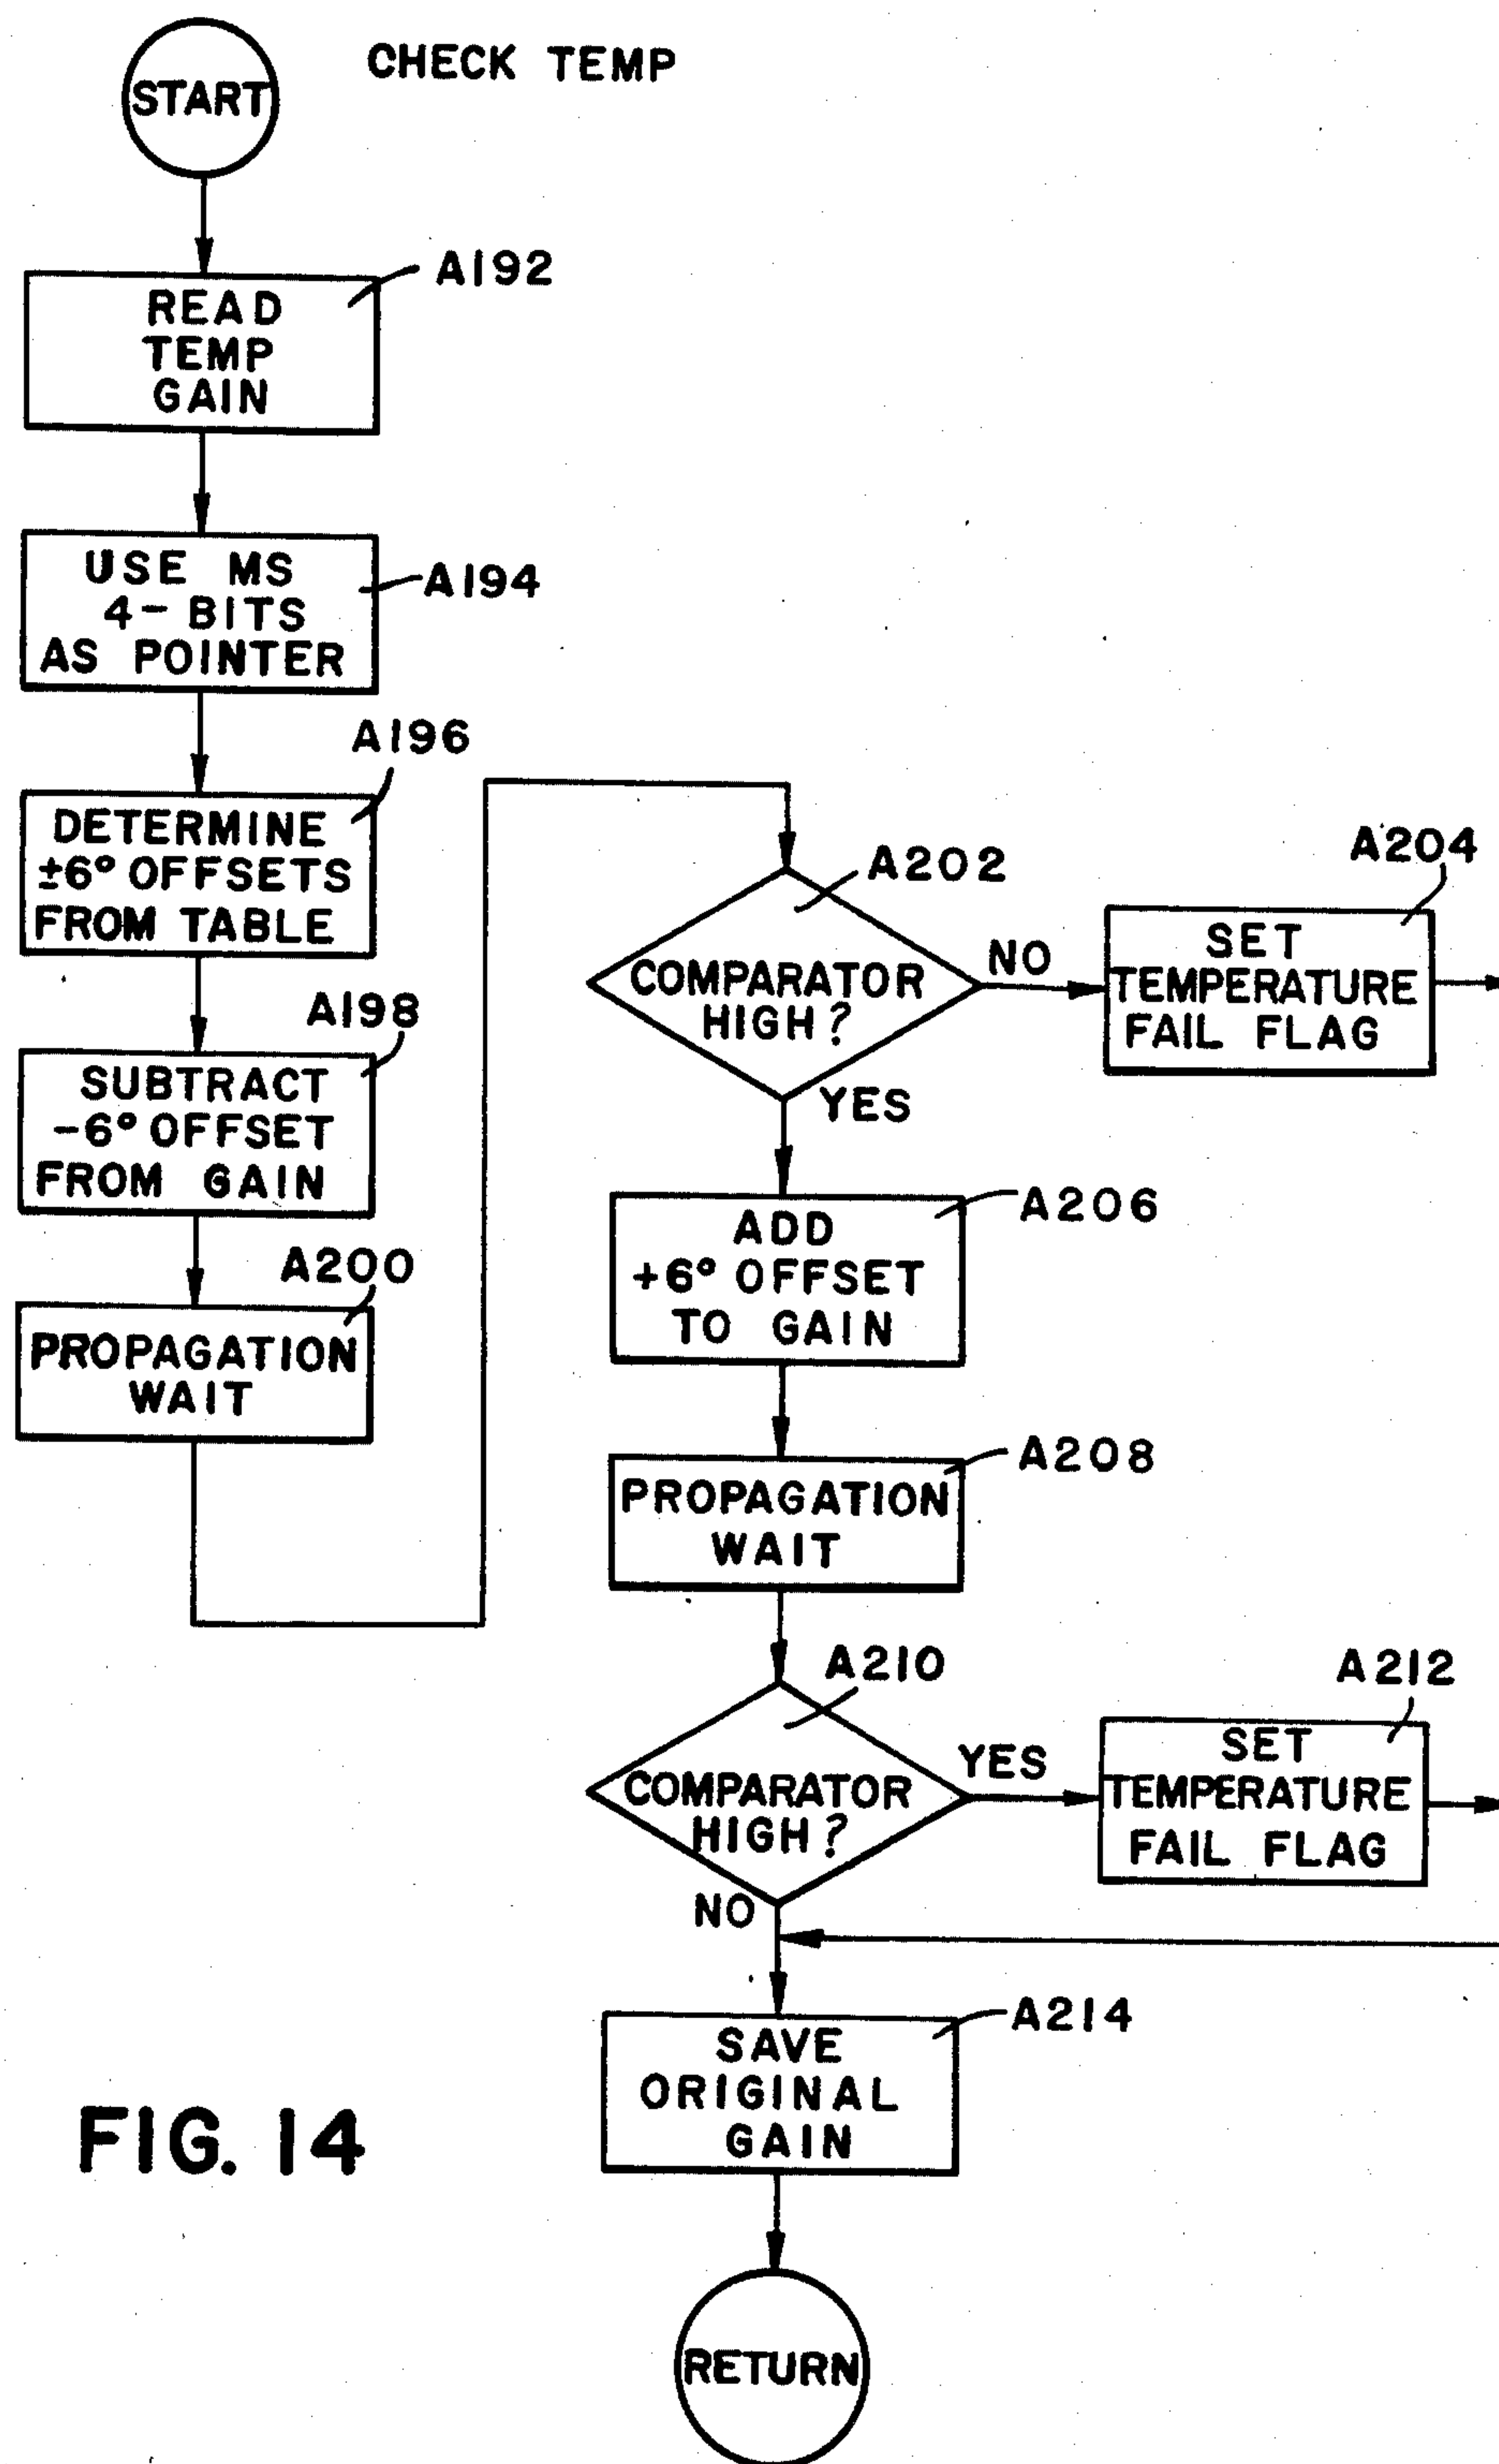 CHECK TEMP
START
A192
READ
TEMP
GAIN
A194
USE MS
4- BITS
AS POINTER
A196
DETERMINE
±6° OFFSETS
FROM TABLE
A198
SUBTRACT
-6° OFFSET
FROM GAIN
A200
PROPAGATION
WAIT
A202
COMPARATOR
HIGH?
NO
YES
A204
SET
TEMPERATURE
FAIL FLAG
A206
ADD
+6° OFFSET
TO GAIN
A208
PROPAGATION
WAIT
A210
COMPARATOR
HIGH?
YES
NO
A212
SET
TEMPERATURE
FAIL FLAG
A214
SAVE
ORIGINAL
GAIN
RETURN
FIG. 14